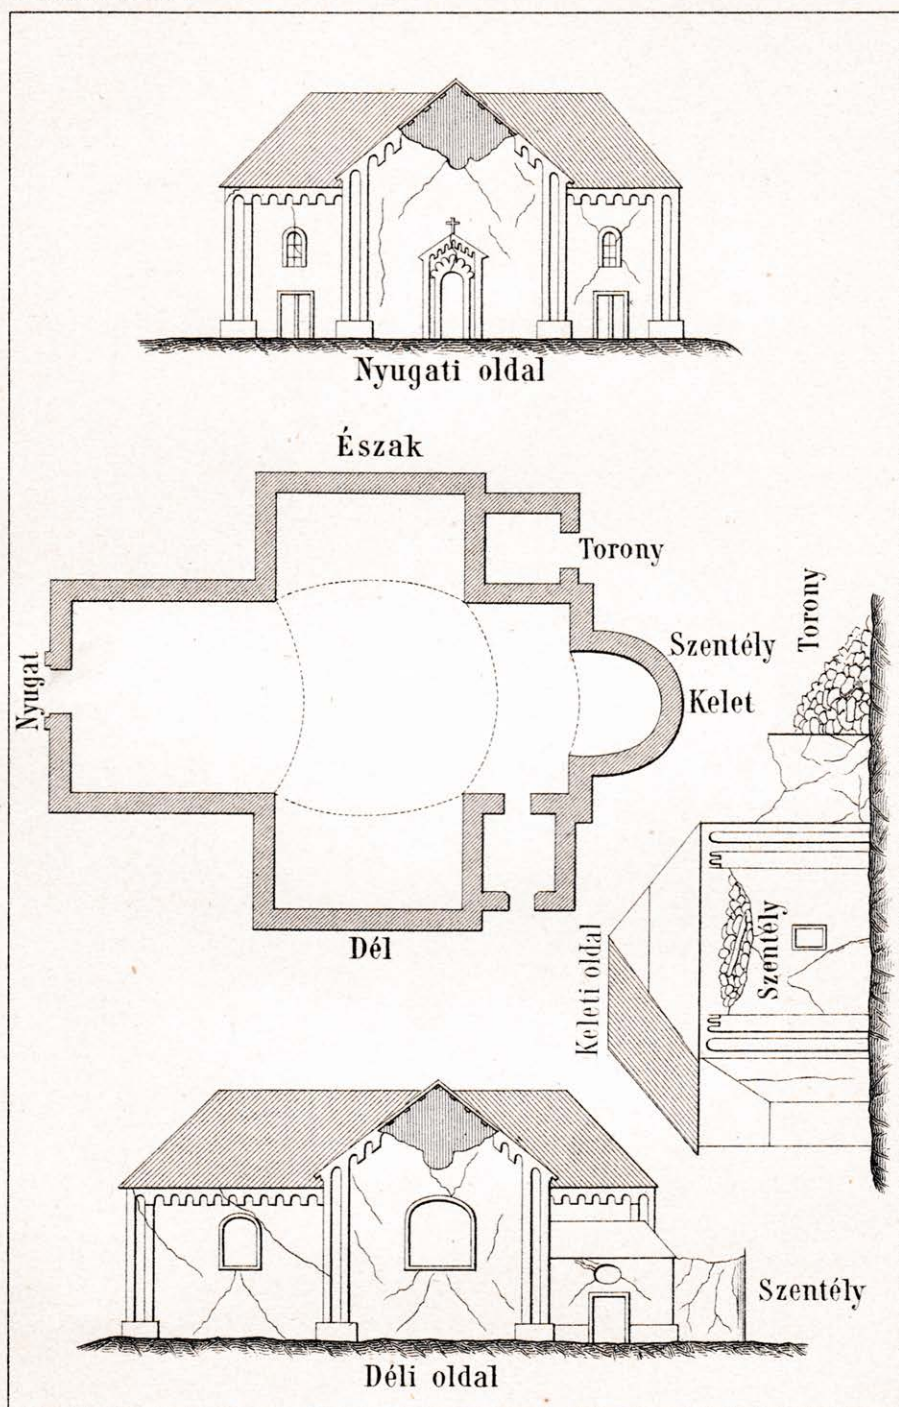 Nyugati oldal
Észak
Torony
Szentély
Kelet
Nyugat
Dél
Torony
Szentély
Keleti oldal
Szentély
Déli oldal